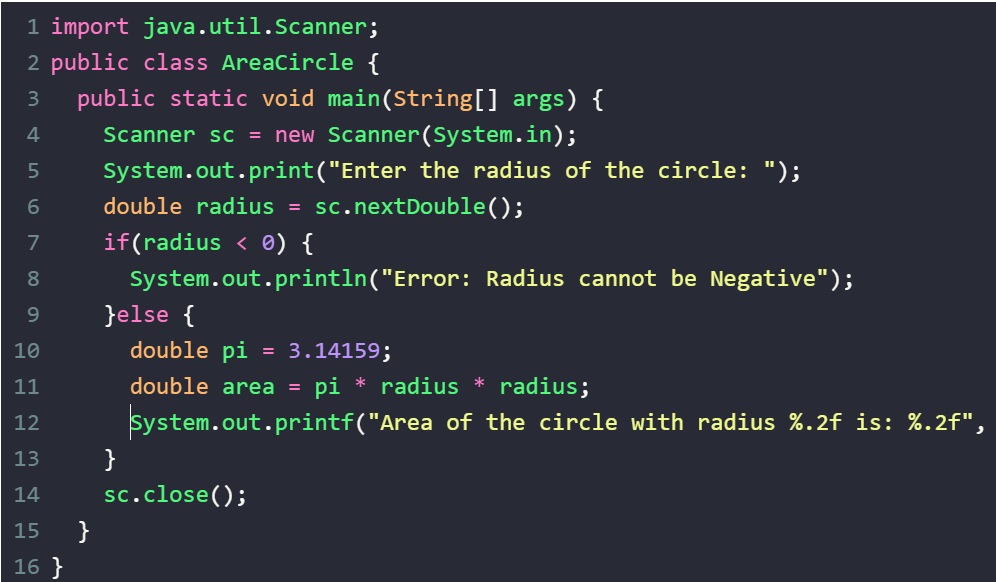 1 import java.util.Scanner;
2 public class AreaCircle {
3   public static void main(String[] args) {
4     Scanner sc = new Scanner(System.in);
5     System.out.print("Enter the radius of the circle: ");
6     double radius = sc.nextDouble();
7     if(radius < 0) {
8       System.out.println("Error: Radius cannot be Negative");
9     }else {
10       double pi = 3.14159;
11       double area = pi * radius * radius;
12       System.out.printf("Area of the circle with radius %.2f is: %.2f",
13     }
14     sc.close();
15   }
16 }